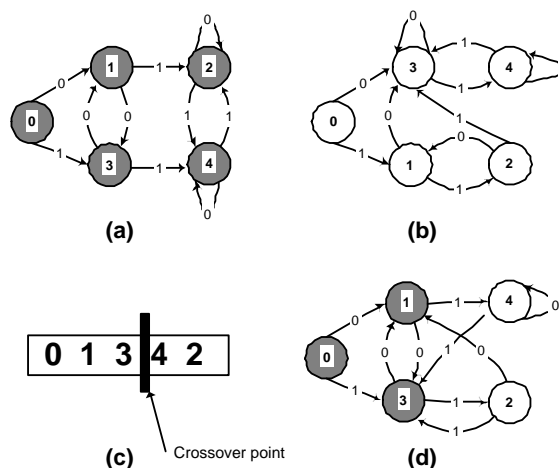 0
0 1 1 2
0 0 0 1 1
1 3 1 4
0
(a)
0
3 1 4
1
0 0 1
0
1 1 1 2
(b)
0 1 3 4 2
Crossover point
(c)
1 1 4 0
0
0 0 0 1 0
1 3 1 2
1
(d)